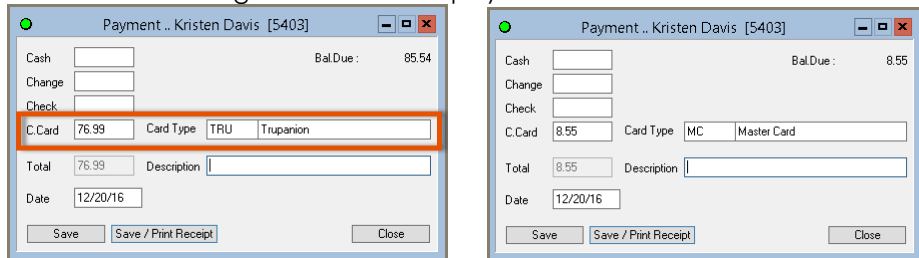 Payment .. Kristen Davis [5403]
Cash Bal.Due : 85.54
Change
Check
C.Card 76.99 Card Type TRU Trupanion
Total 76.99 Description
Date 12/20/16
Save Save / Print Receipt Close
Payment .. Kristen Davis [5403]
Cash Bal.Due : 8.55
Change
Check
C.Card 8.55 Card Type MC Master Card
Total 8.55 Description
Date 12/20/16
Save Save / Print Receipt Close